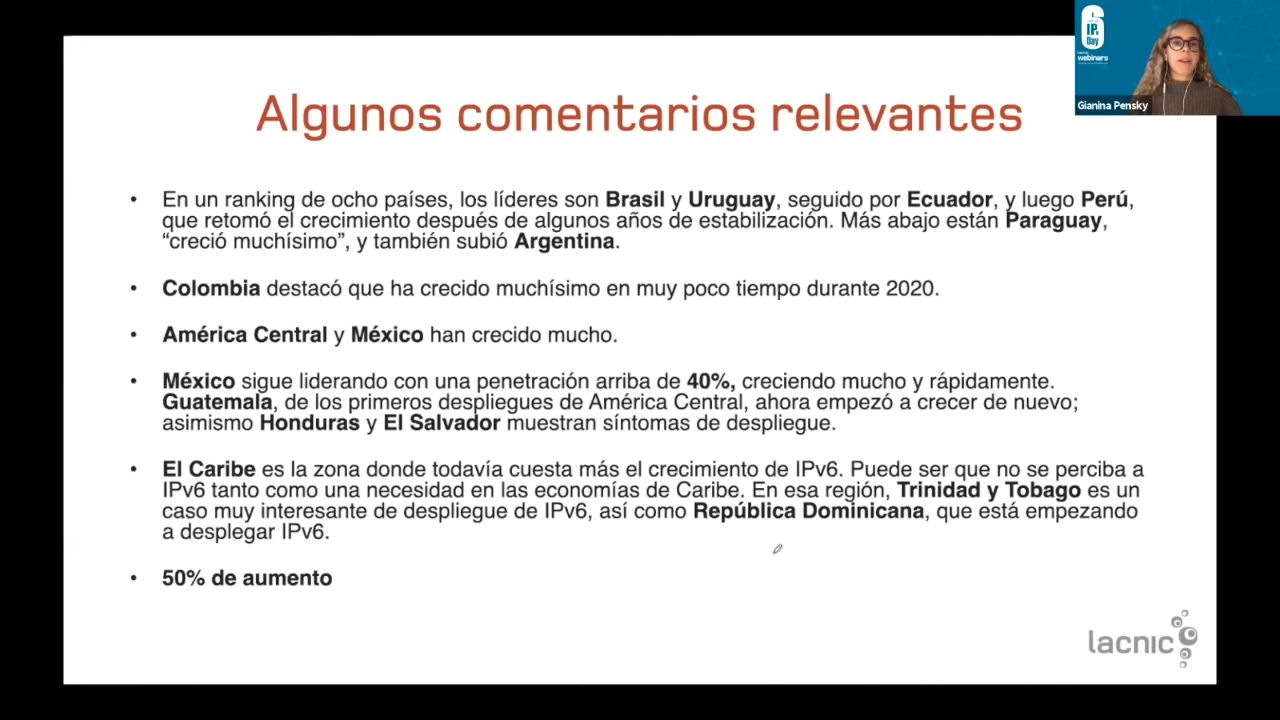 6
IPv
Day
webinars
Gianina Pensky
Algunos comentarios relevantes
• En un ranking de ocho países, los líderes son Brasil y Uruguay, seguido por Ecuador, y luego Perú,
que retomó el crecimiento después de algunos años de estabilización. Más abajo están Paraguay,
“creció muchísimo”, y también subió Argentina.
• Colombia destacó que ha crecido muchísimo en muy poco tiempo durante 2020.
• América Central y México han crecido mucho.
• México sigue liderando con una penetración arriba de 40%, creciendo mucho y rápidamente.
Guatemala, de los primeros despliegues de América Central, ahora empezó a crecer de nuevo;
asimismo Honduras y El Salvador muestran síntomas de despliegue.
• El Caribe es la zona donde todavía cuesta más el crecimiento de IPv6. Puede ser que no se perciba a
IPv6 tanto como una necesidad en las economías de Caribe. En esa región, Trinidad y Tobago es un
caso muy interesante de despliegue de IPv6, así como República Dominicana, que está empezando
a desplegar IPv6.
• 50% de aumento
lacnic